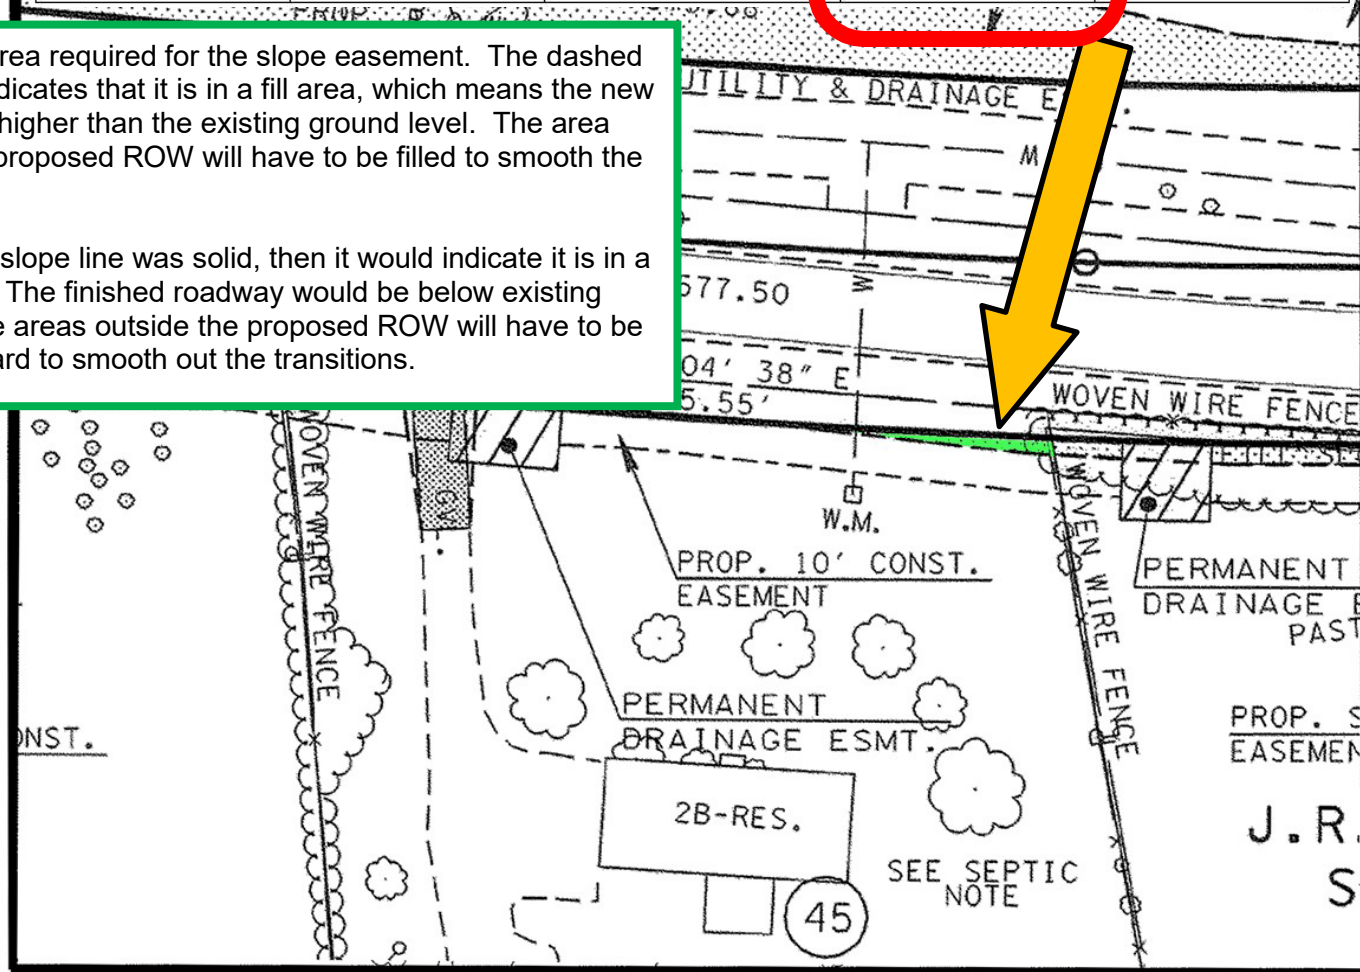 PROP
rea required for the slope easement.  The dashed
dicates that it is in a fill area, which means the new
higher than the existing ground level.  The area
proposed ROW will have to be filled to smooth the
slope line was solid, then it would indicate it is in a
The finished roadway would be below existing
e areas outside the proposed ROW will have to be
ard to smooth out the transitions.
UTILITY & DRAINAGE E
W
W
577.50
04' 38" E
5.55'
WOVEN WIRE FENCE
WOVEN WIRE FENCE
GV
W.M.
WOVEN WIRE FENCE
PROP. 10' CONST.
EASEMENT
PERMANENT
DRAINAGE E
PAST
PERMANENT
DRAINAGE ESMT.
ONST.
PROP. S
EASEMEN
2B-RES.
J.R.
S
SEE SEPTIC
NOTE
45